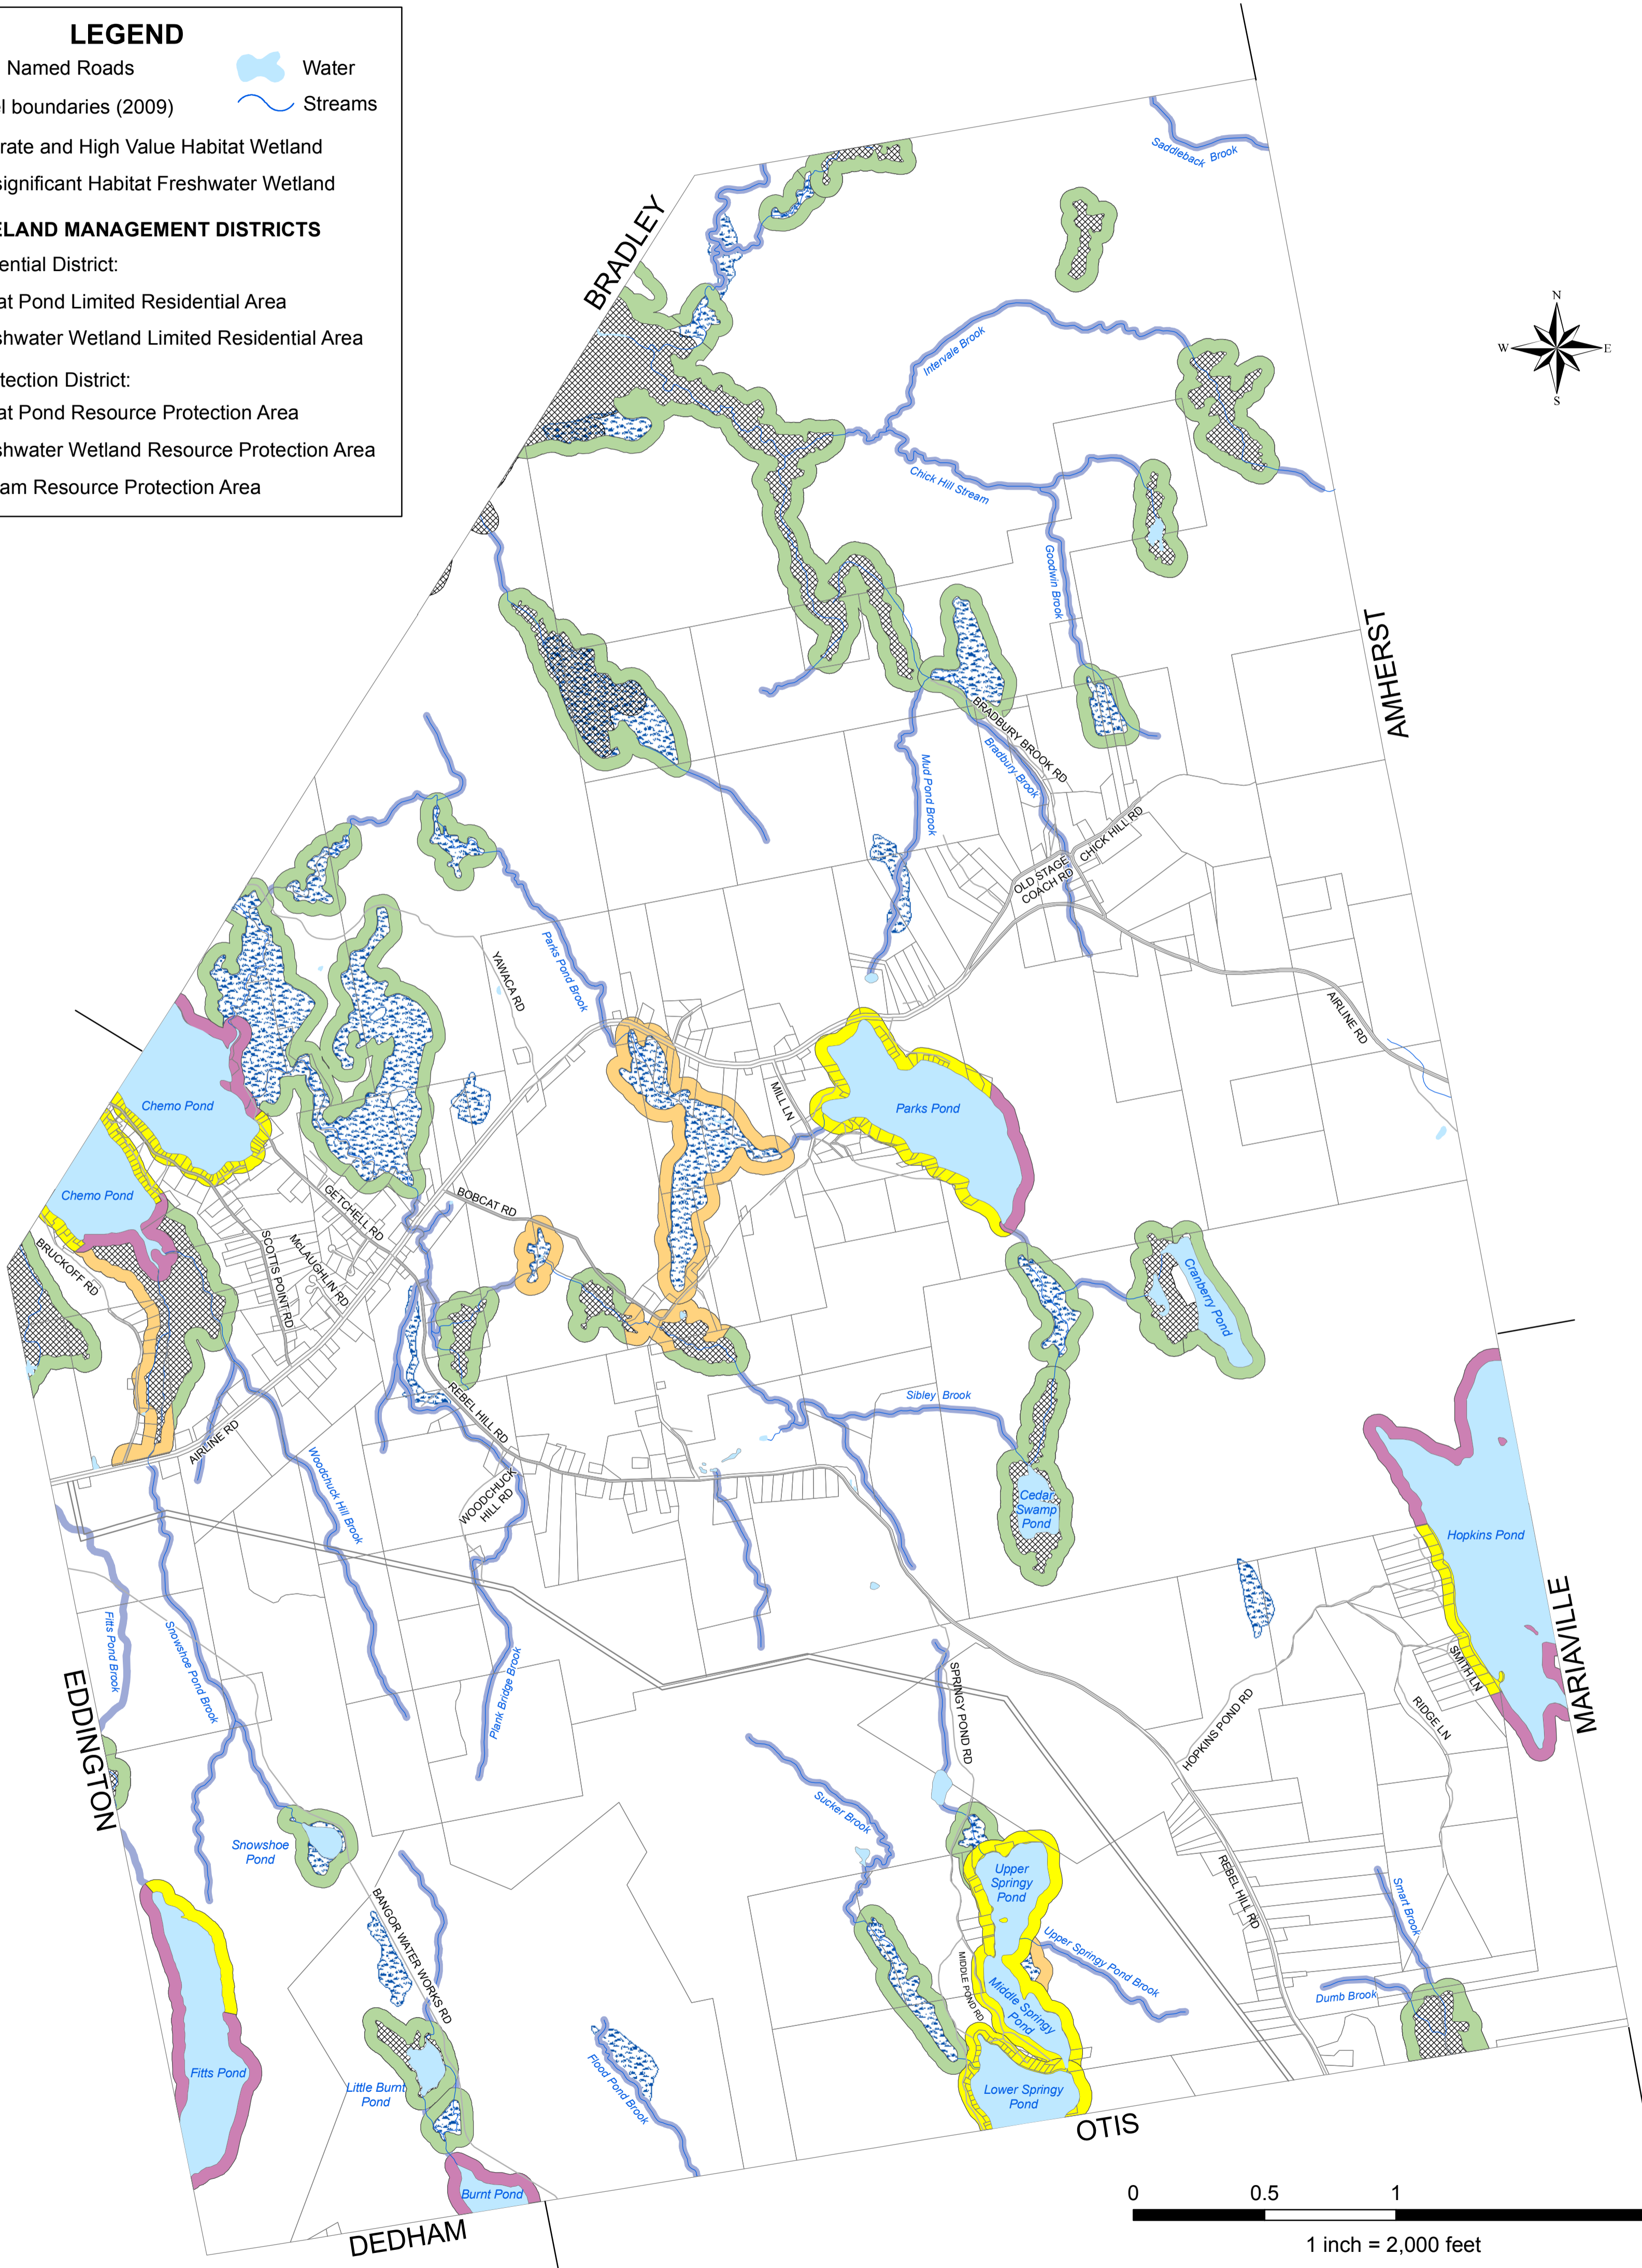 LEGEND
Named Roads
Water
l boundaries (2009)
Streams
rate and High Value Habitat Wetland
significant Habitat Freshwater Wetland
ELAND MANAGEMENT DISTRICTS
ential District:
at Pond Limited Residential Area
shwater Wetland Limited Residential Area
tection District:
at Pond Resource Protection Area
shwater Wetland Resource Protection Area
am Resource Protection Area
Saddleback Brook
BRADLEY
N
W
E
S
Intervale Brook
Chick Hill Stream
Goodwin Brook
AMHERST
BRADBURY BROOK RD
Bradbury Brook
Mud Pond Brook
CHICK HILL RD
OLD STAGE
COACH RD
Parks Pond Brook
YAWACA RD
AIRLINE RD
Chemo Pond
MILL LN
Parks Pond
Chemo Pond
BOBCAT RD
GETCHELL RD
BRUCKOFF RD
SCOTTS POINT RD
McLAUGHLIN RD
Cranberry Pond
REBEL HILL RD
Sibley Brook
AIRLINE RD
Woodchuck Hill Brook
WOODCHUCK
HILL RD
Cedar
Swamp
Pond
Hopkins Pond
MARIAVILLE
Fitts Pond Brook
Snowshoe Pond Brook
Plank Bridge Brook
SPRINGY POND RD
SMITH LN
RIDGE LN
HOPKINS POND RD
EDDINGTON
Sucker Brook
Snowshoe
Pond
Upper
Springy
Pond
REBEL HILL RD
Smart Brook
BANGOR WATER WORKS RD
Upper Springy Pond Brook
MIDDLE POND RD
Middle Springy
Pond
Dumb Brook
Fitts Pond
Little Burnt
Pond
Flood Pond Brook
Lower Springy
Pond
OTIS
Burnt Pond
DEDHAM
0
0.5
1
1 inch = 2,000 feet